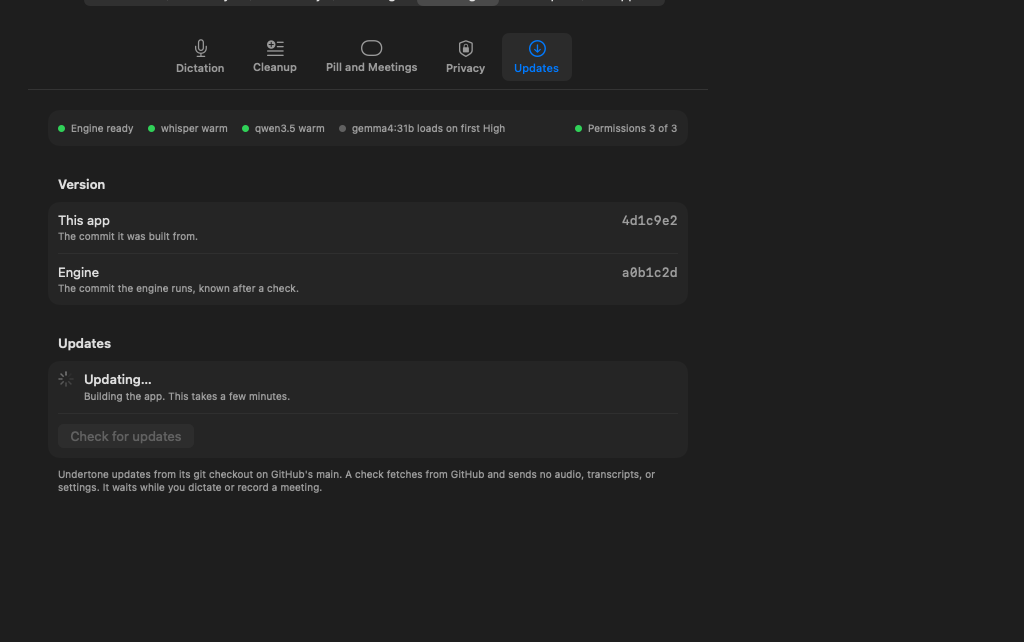 Dictation
Cleanup
Pill and Meetings
Privacy
Updates
Engine ready
whisper warm
qwen3.5 warm
gemma4:31b loads on first High
Permissions 3 of 3
Version
This app
4d1c9e2
The commit it was built from.
Engine
a0b1c2d
The commit the engine runs, known after a check.
Updates
Updating...
Building the app. This takes a few minutes.
Check for updates
Undertone updates from its git checkout on GitHub's main. A check fetches from GitHub and sends no audio, transcripts, or
settings. It waits while you dictate or record a meeting.